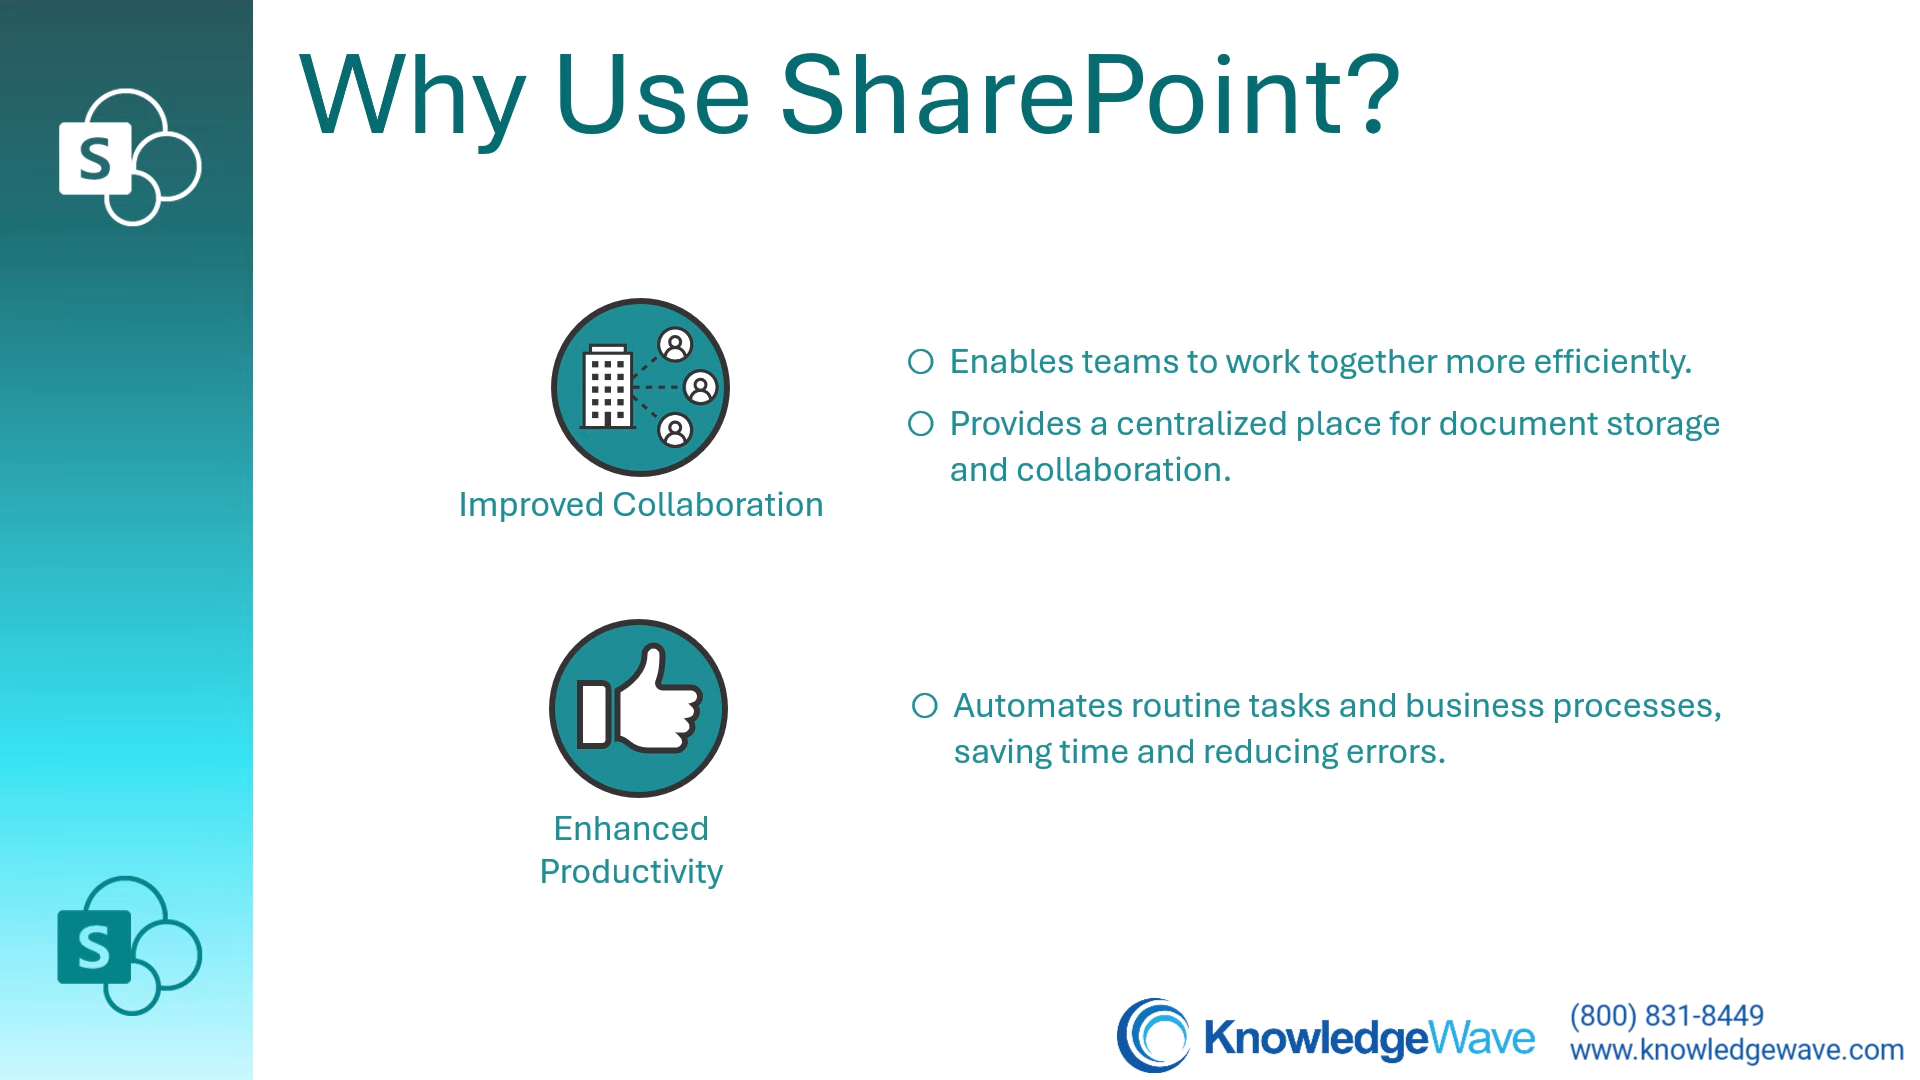 Why Use SharePoint?
S
Improved Collaboration
Enables teams to work together more efficiently.
Provides a centralized place for document storage
and collaboration.
Enhanced
Productivity
Automates routine tasks and business processes,
saving time and reducing errors.
S
KnowledgeWave
(800) 831-8449
www.knowledgewave.com